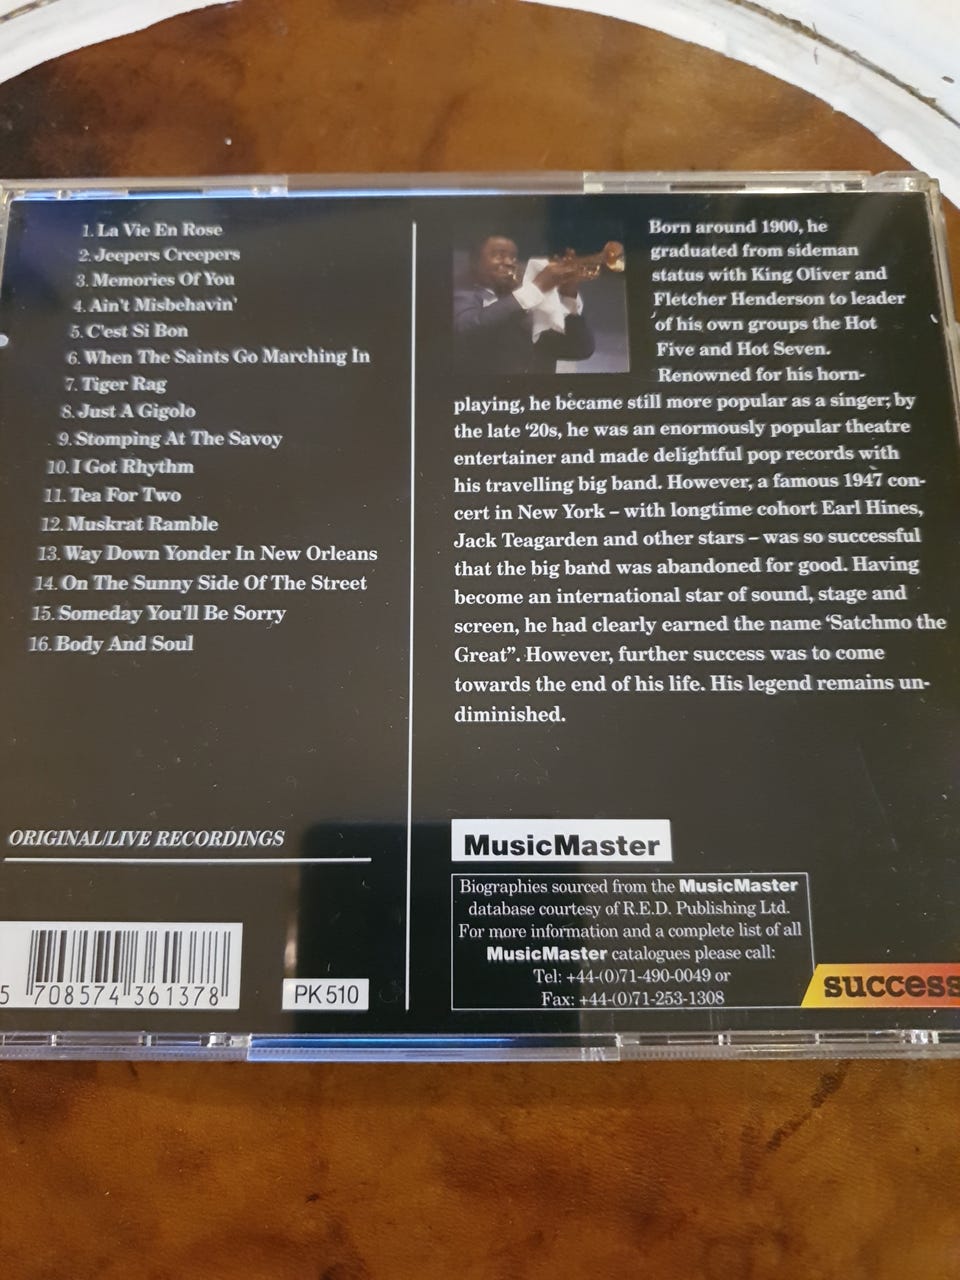 1. La Vie En Rose
2. Jeepers Creepers
3. Memories Of You
4. Ain't Misbehavin'
5. C'est Si Bon
6. When The Saints Go Marching In
7. Tiger Rag
8. Just A Gigolo
9. Stomping At The Savoy
10. I Got Rhythm
11. Tea For Two
12. Muskrat Ramble
13. Way Down Yonder In New Orleans
14. On The Sunny Side Of The Street
15. Someday You'll Be Sorry
16. Body And Soul
ORIGINAL/LIVE RECORDINGS
5 708574 361378
PK 510
Born around 1900, he
graduated from sideman
status with King Oliver and
Fletcher Henderson to leader
of his own groups the Hot
Five and Hot Seven.
Renowned for his horn-
playing, he became still more popular as a singer; by
the late '20s, he was an enormously popular theatre
entertainer and made delightful pop records with
his travelling big band. However, a famous 1947 con-
cert in New York – with longtime cohort Earl Hines,
Jack Teagarden and other stars – was so successful
that the big band was abandoned for good. Having
become an international star of sound, stage and
screen, he had clearly earned the name 'Satchmo the
Great". However, further success was to come
towards the end of his life. His legend remains un-
diminished.
MusicMaster
Biographies sourced from the MusicMaster
database courtesy of R.E.D. Publishing Ltd.
For more information and a complete list of all
MusicMaster catalogues please call:
Tel: +44-(0)71-490-0049 or
Fax: +44-(0)71-253-1308
success